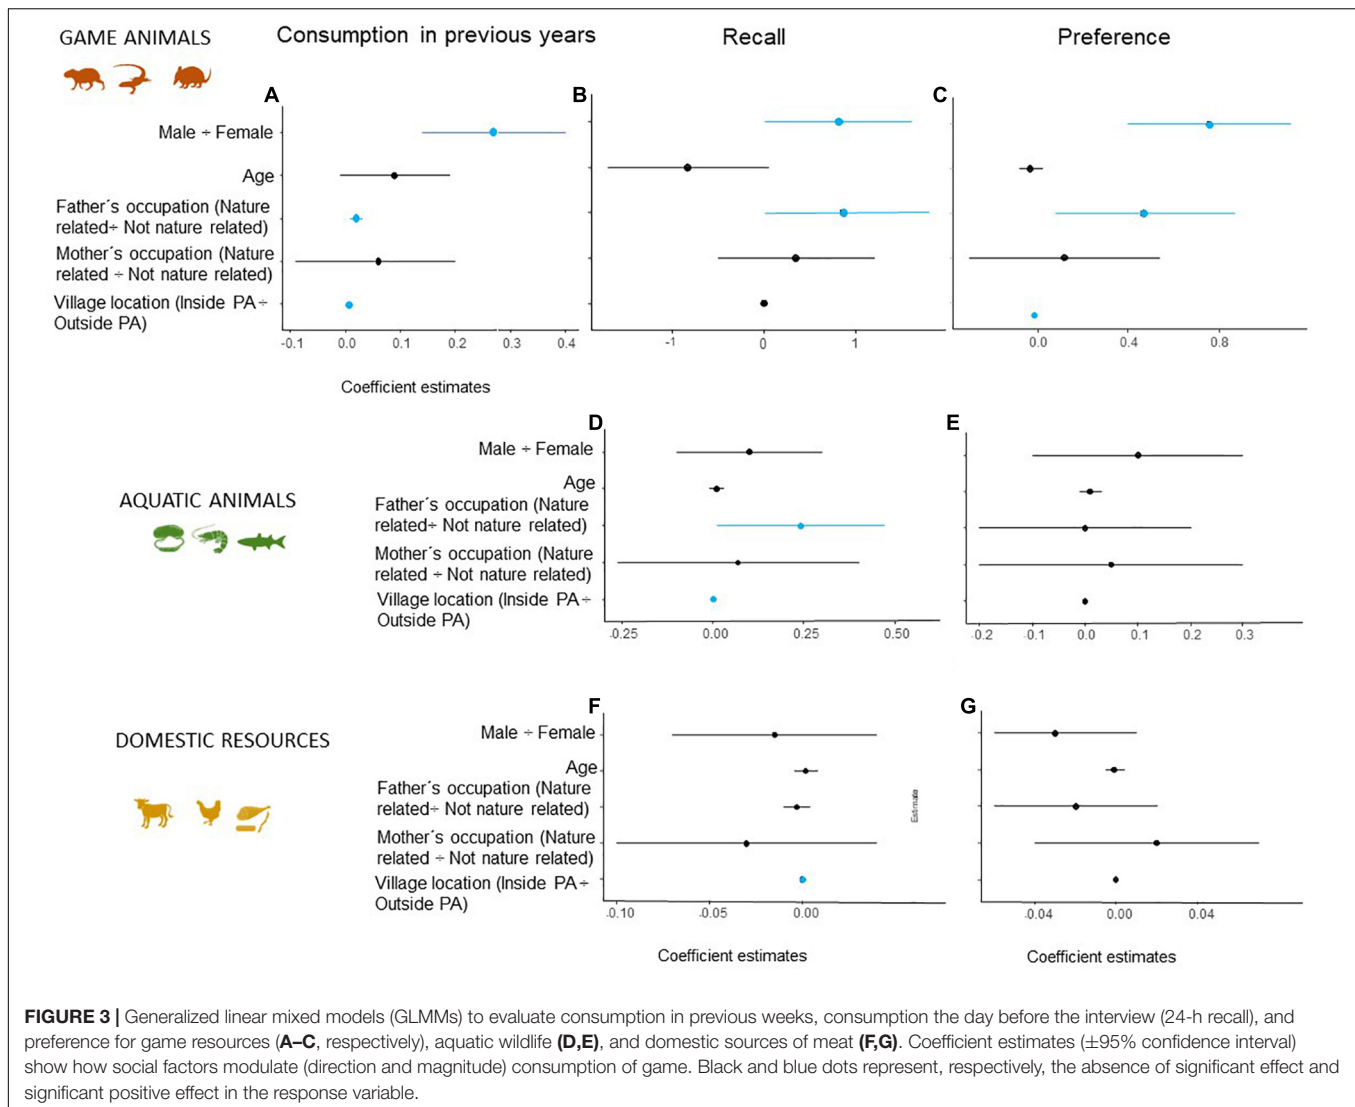 GAME ANIMALS
Consumption in previous years
Recall
Preference
A
B
C
Male ÷ Female
Age
Father´s occupation (Nature
related÷ Not nature related)
Mother´s occupation (Nature
related ÷ Not nature related)
Village location (Inside PA÷
Outside PA)
-0.1 0.0 0.1 0.2 0.3 0.4
-1 0 1
0.0 0.4 0.8
Coefficient estimates
D
E
AQUATIC ANIMALS
Male ÷ Female
Age
Father´s occupation (Nature
related÷ Not nature related)
Mother´s occupation (Nature
related ÷ Not nature related)
Village location (Inside PA÷
Outside PA)
-0.25 0.00 0.25 0.50
-0.2 -0.1 0.0 0.1 0.2 0.3
F
G
DOMESTIC RESOURCES
Male ÷ Female
Age
Father´s occupation (Nature
related÷ Not nature related)
Mother´s occupation (Nature
related ÷ Not nature related)
Village location (Inside PA÷
Outside PA)
Estimate
-0.10 -0.05 0.00
-0.04 0.00 0.04
Coefficient estimates
Coefficient estimates
FIGURE 3 | Generalized linear mixed models (GLMMs) to evaluate consumption in previous weeks, consumption the day before the interview (24-h recall), and
preference for game resources (A–C, respectively), aquatic wildlife (D,E), and domestic sources of meat (F,G). Coefficient estimates (±95% confidence interval)
show how social factors modulate (direction and magnitude) consumption of game. Black and blue dots represent, respectively, the absence of significant effect and
significant positive effect in the response variable.